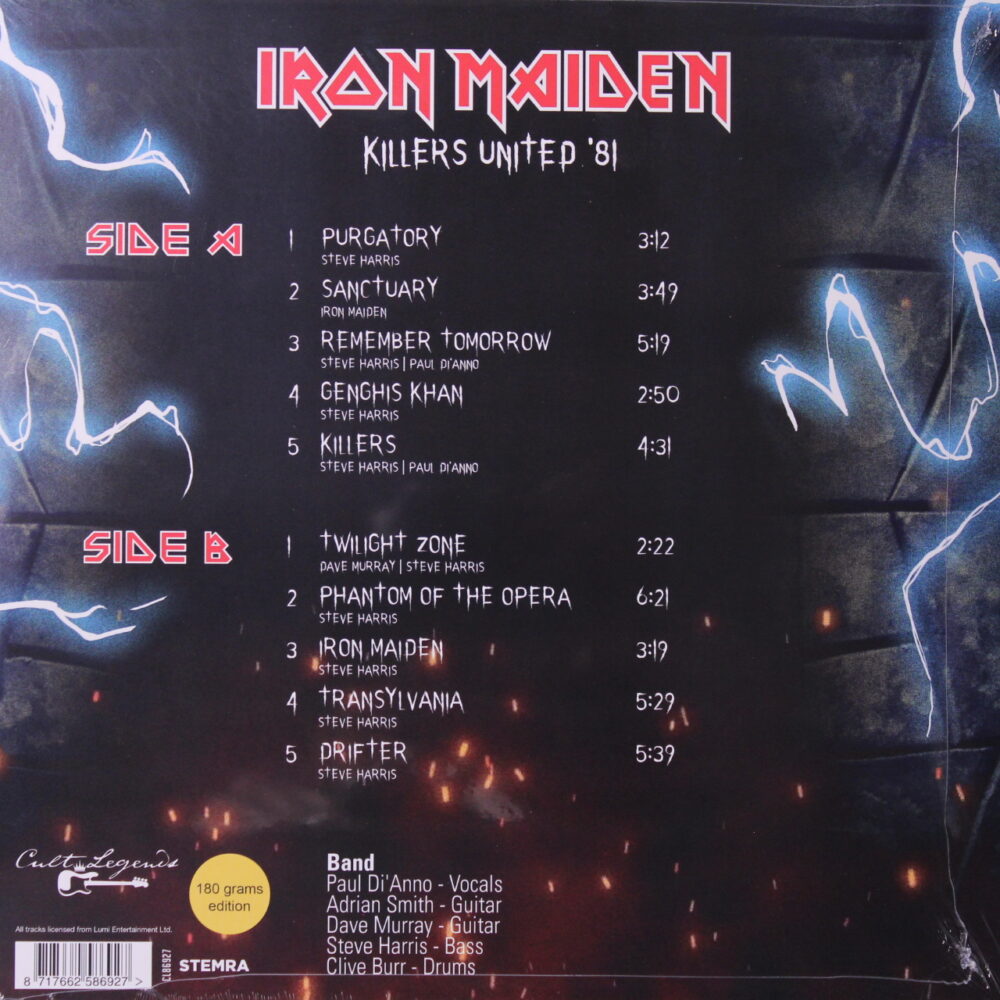 IRON MAIDEN
KILLERS UNITED '81
SIDE A
1 PURGATORY 3:12
STEVE HARRIS
2 SANCTUARY 3:49
IRON MAIDEN
3 REMEMBER TOMORROW 5:19
STEVE HARRIS | PAUL DI'ANNO
4 GENGHIS KHAN 2:50
STEVE HARRIS
5 KILLERS 4:31
STEVE HARRIS | PAUL DI'ANNO
SIDE B
1 TWILIGHT ZONE 2:22
DAVE MURRAY | STEVE HARRIS
2 PHANTOM OF THE OPERA 6:21
STEVE HARRIS
3 IRON MAIDEN 3:19
STEVE HARRIS
4 TRANSYLVANIA 5:29
STEVE HARRIS
5 DRIFTER 5:39
STEVE HARRIS
Cult Legends
180 grams
edition
All tracks licensed from Lumi Entertainment Ltd.
8 717662 586927 >
CL86927
STEMRA
Band
Paul Di'Anno - Vocals
Adrian Smith - Guitar
Dave Murray - Guitar
Steve Harris - Bass
Clive Burr - Drums